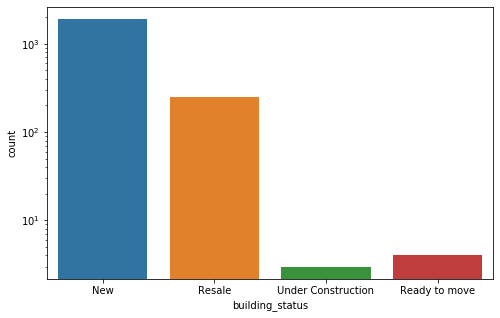 count
10³
10²
10¹
New Resale Under Construction Ready to move
building_status